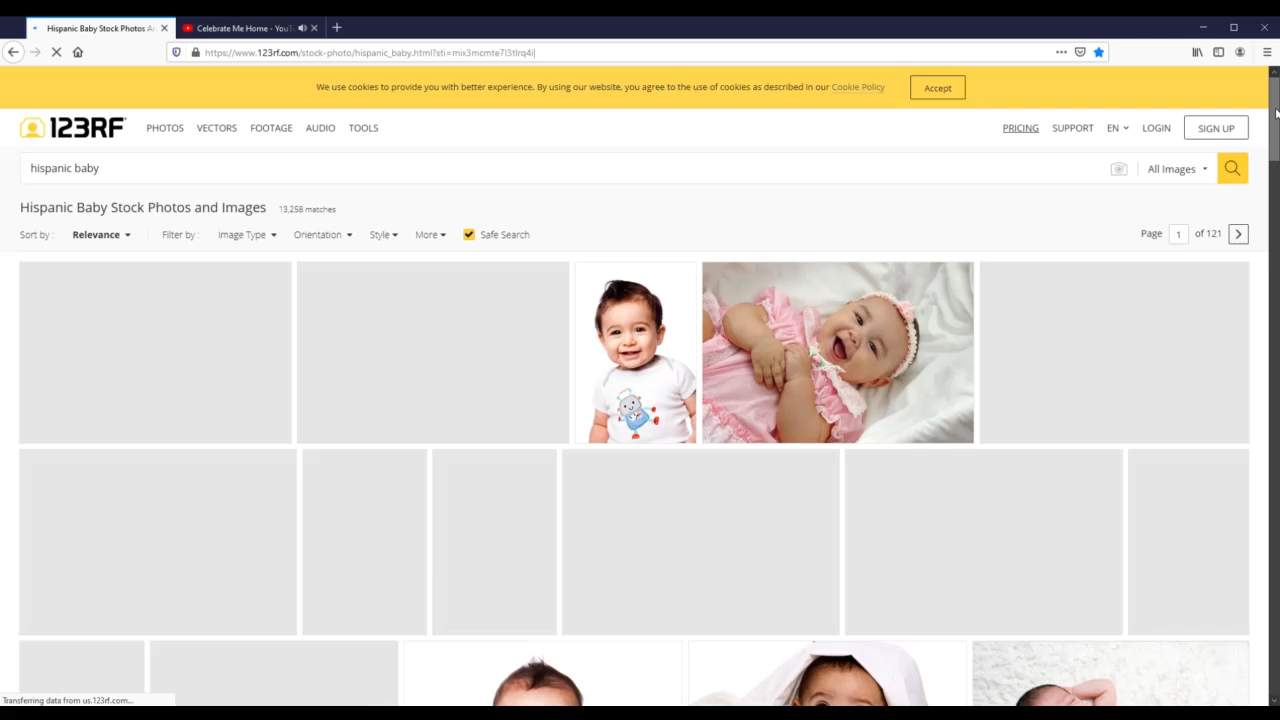 Hispanic Baby Stock Photos A
Celebrate Me Home - YouT
https://www.123rf.com/stock-photo/hispanic_baby.html?sti=mix3mcmte7l3tlrq4i
We use cookies to provide you with better experience. By using our website, you agree to the use of cookies as described in our Cookie Policy
Accept
123RF
PHOTOS VECTORS FOOTAGE AUDIO TOOLS
PRICING SUPPORT EN LOGIN SIGN UP
hispanic baby
All Images
Hispanic Baby Stock Photos and Images 13,258 matches
Sort by : Relevance Filter by : Image Type Orientation Style More Safe Search
Page 1 of 121
Transferring data from us.123rf.com...